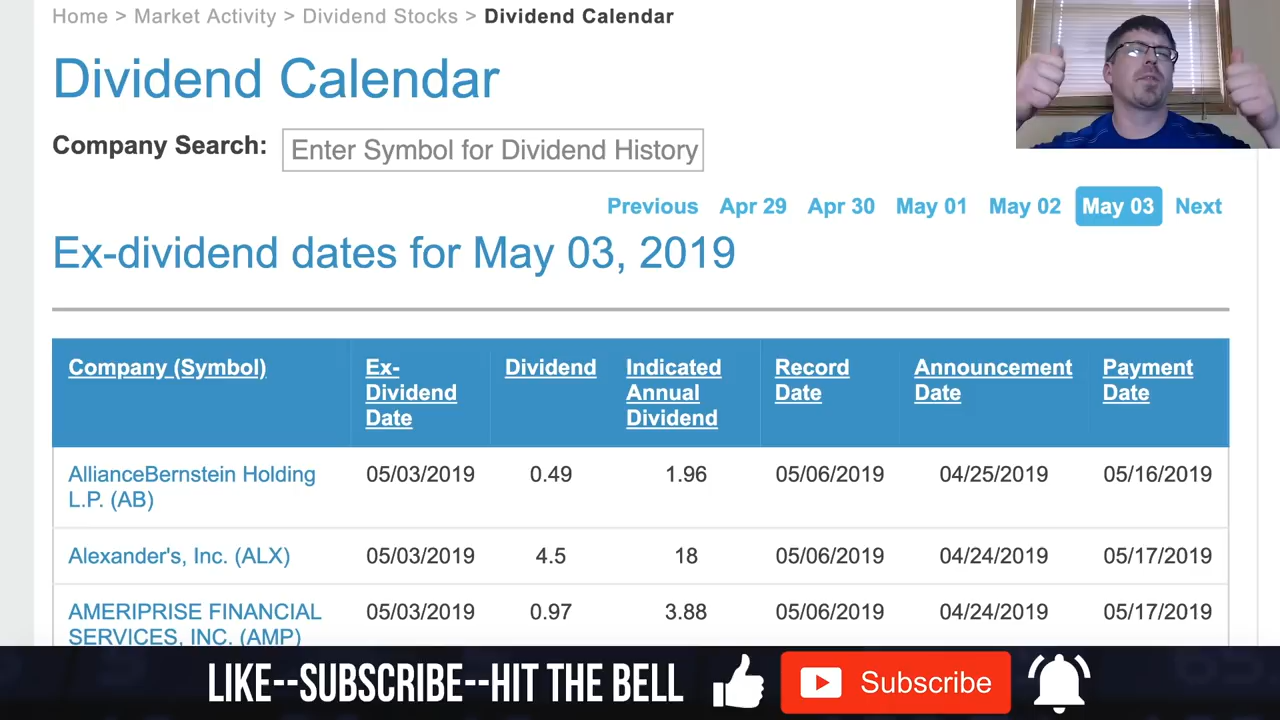 Home > Market Activity > Dividend Stocks > Dividend Calendar
Dividend Calendar
Company Search: Enter Symbol for Dividend History
Previous Apr 29 Apr 30 May 01 May 02 May 03 Next
Ex-dividend dates for May 03, 2019
Company (Symbol) Ex-Dividend Date Dividend Indicated Annual Dividend Record Date Announcement Date Payment Date
AllianceBernstein Holding L.P. (AB) 05/03/2019 0.49 1.96 05/06/2019 04/25/2019 05/16/2019
Alexander's, Inc. (ALX) 05/03/2019 4.5 18 05/06/2019 04/24/2019 05/17/2019
AMERIPRISE FINANCIAL SERVICES, INC. (AMP) 05/03/2019 0.97 3.88 05/06/2019 04/24/2019 05/17/2019
LIKE--SUBSCRIBE--HIT THE BELL Subscribe